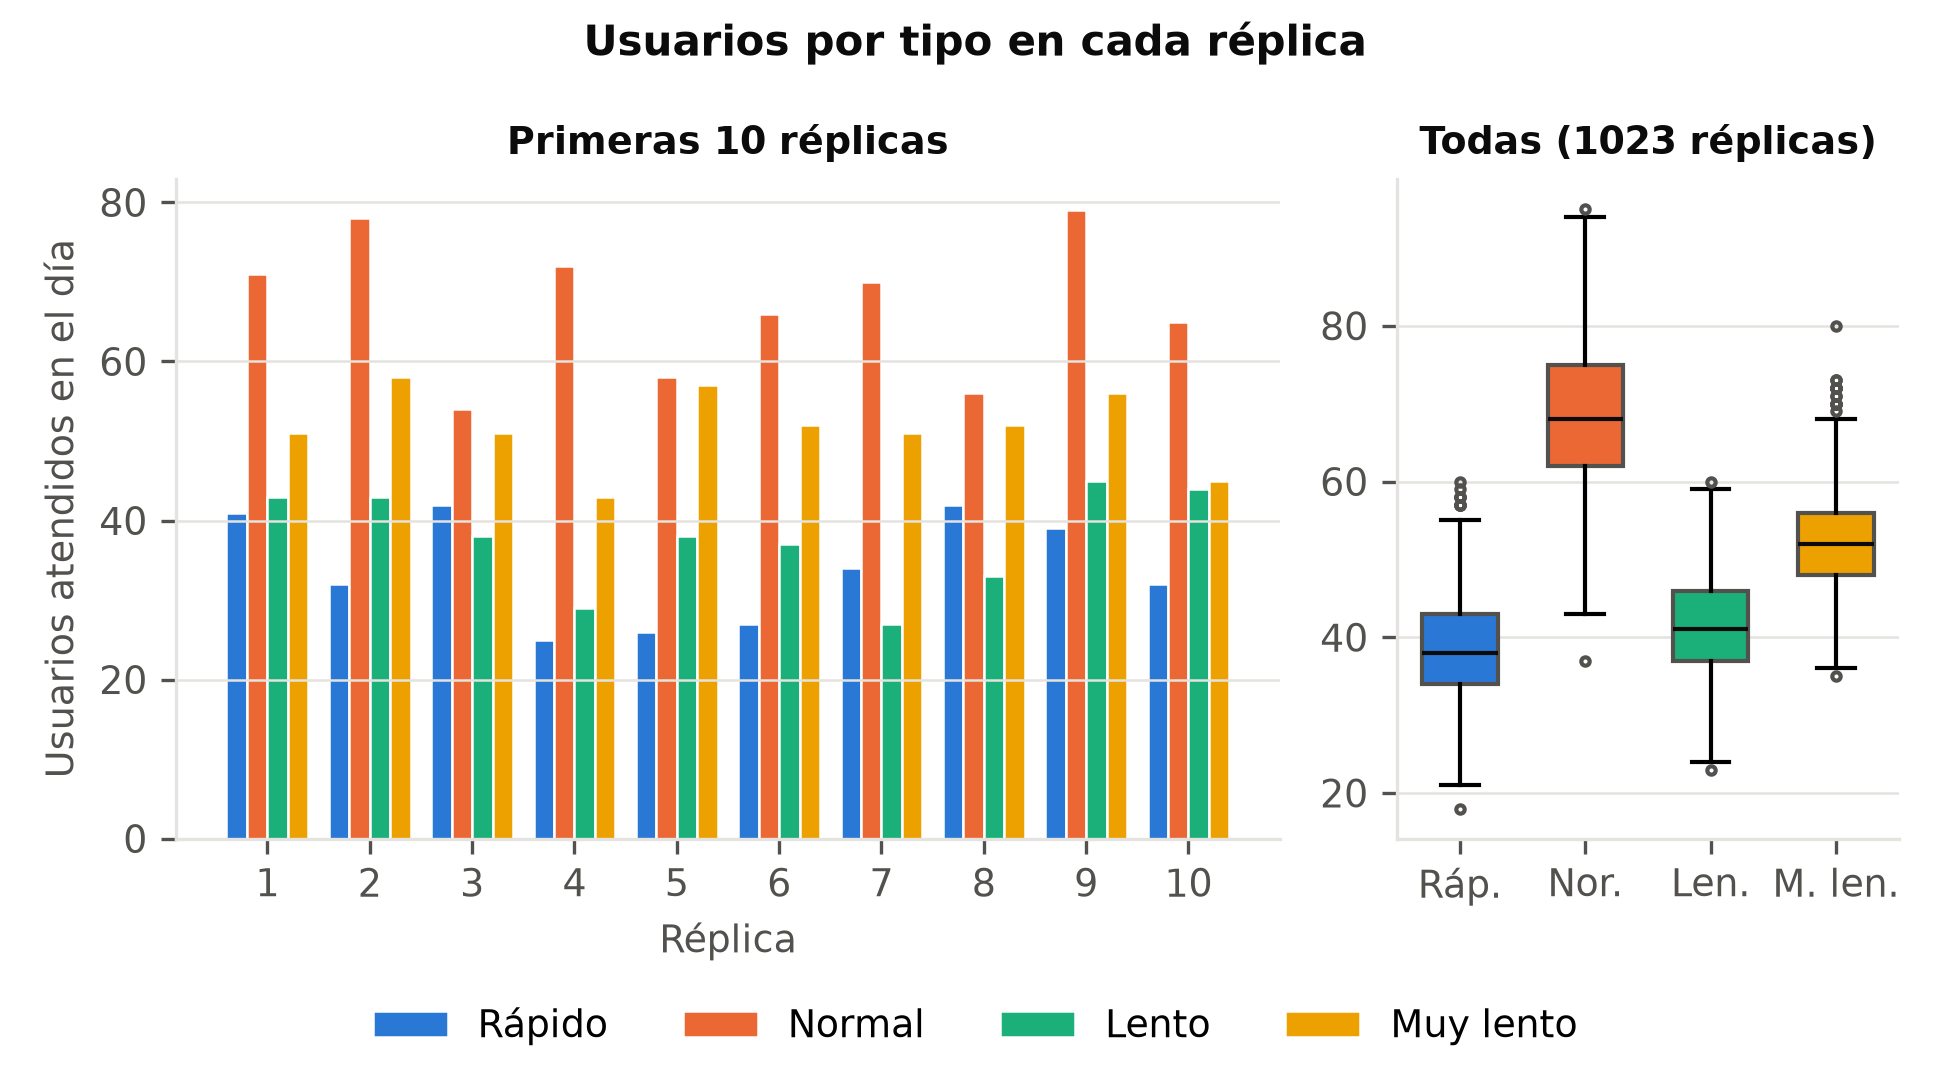 Usuarios por tipo en cada réplica
Primeras 10 réplicas
Usuarios atendidos en el día
80
60
40
20
0
1 2 3 4 5 6 7 8 9 10
Réplica
Todas (1023 réplicas)
80
60
40
20
Ráp. Nor. Len. M. len.
Rápido Normal Lento Muy lento